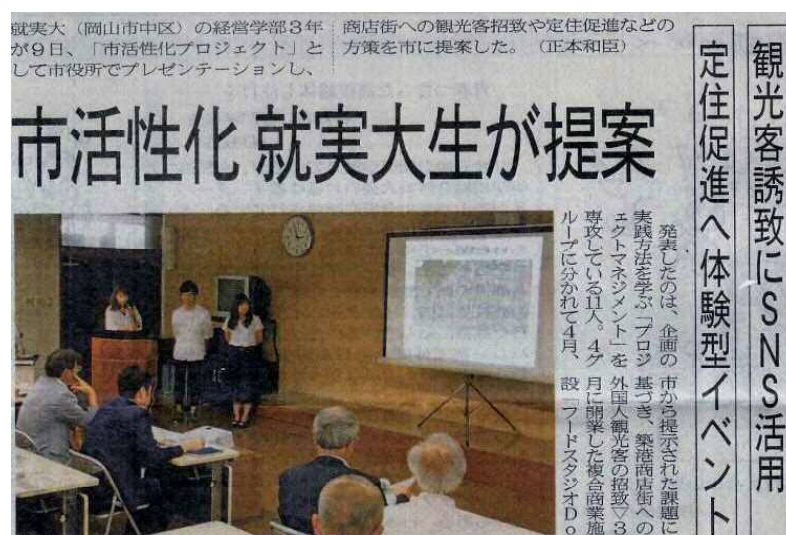 就実大（岡山市中区）の経営学部３年
が９日、「市活性化プロジェクト」と
して市役所でプレゼンテーションし、
商店街への観光客招致や定住促進などの
方策を市に提案した。（正本和臣）
市活性化 就実大生が提案
観光客誘致にＳＮＳ活用
定住促進へ体験型イベント
発表したのは、企画の
実践方法を学ぶ「プロジ
ェクトマネジメント」を
専攻している11人。４グ
ループに分かれて４月、
市から提示された課題に
基づき、築港商店街への
外国人観光客の招致▽３
月に開業した複合商業施
設「フードスタジオＤｏ